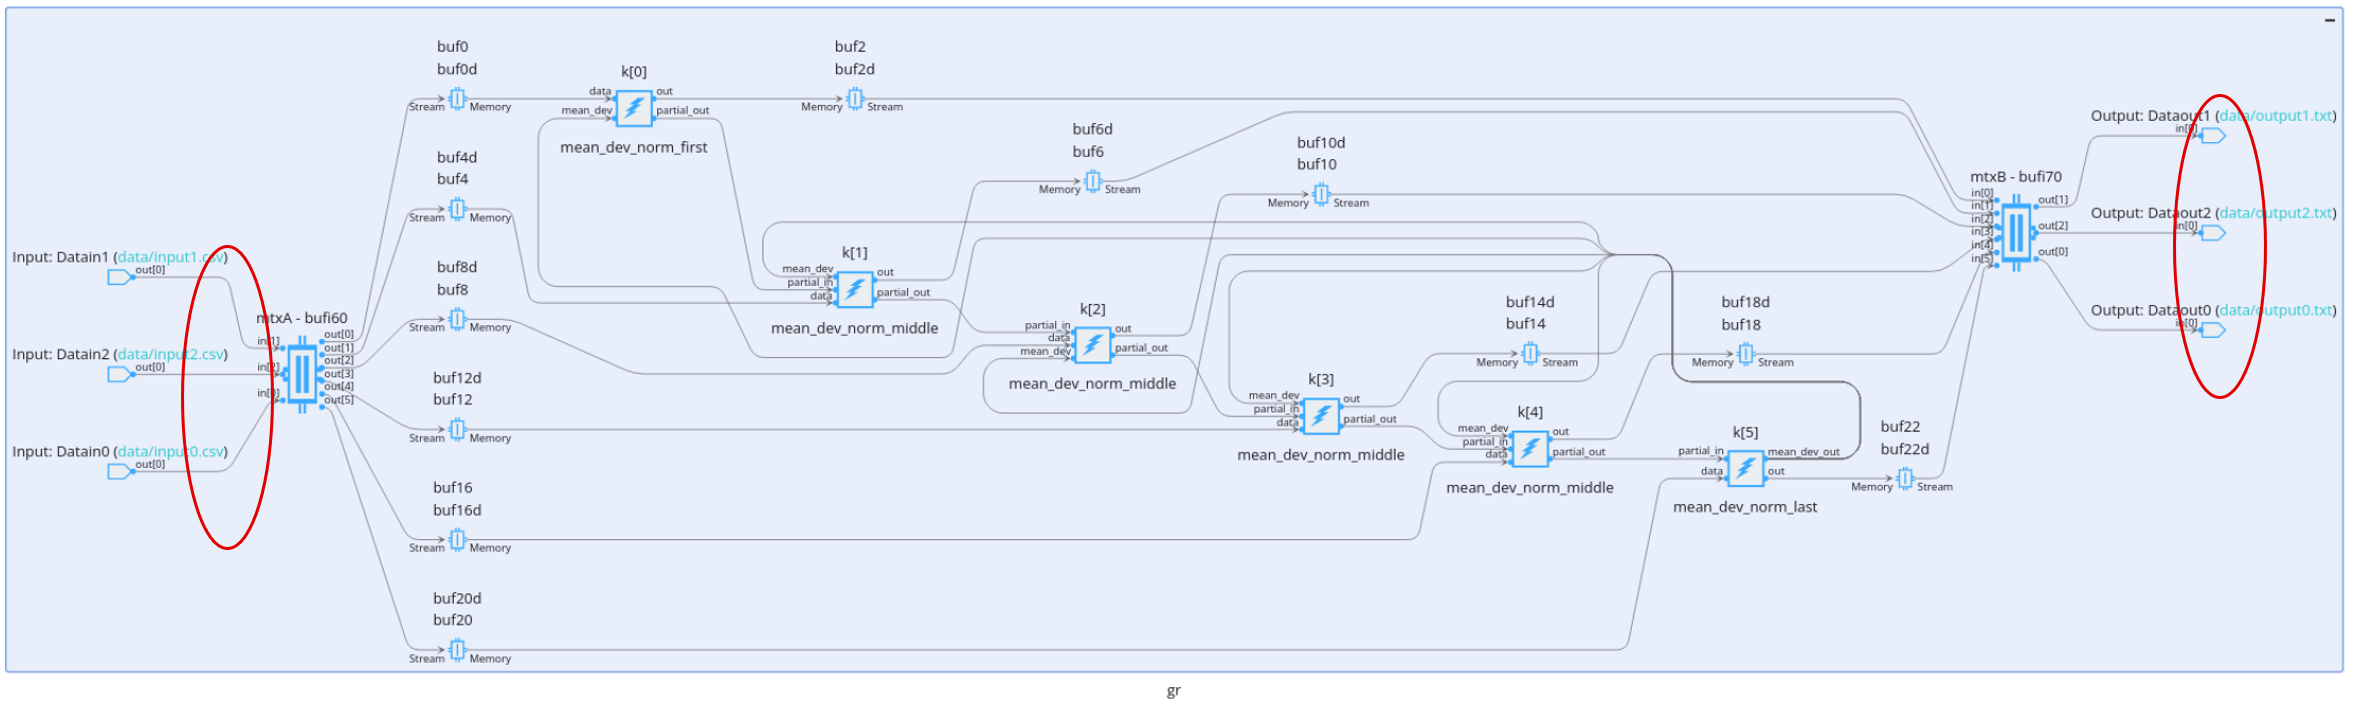 buf0
buf0d
Stream
Memory
k[0]
data
mean_dev
out
partial_out
mean_dev_norm_first
buf2
buf2d
Memory
Stream
buf4d
buf4
Stream
Memory
buf6d
buf6
Memory
Stream
buf10d
buf10
Memory
Stream
Input: Datain1 (data/input1.csv)
out[0]
Input: Datain2 (data/input2.csv)
out[0]
Input: Datain0 (data/input0.csv)
out[0]
mtxA - bufi60
in[1]
in[2]
in[0]
out[0]
out[1]
out[2]
out[3]
out[4]
out[5]
buf8d
buf8
Stream
Memory
k[1]
mean_dev
partial_in
data
out
partial_out
mean_dev_norm_middle
k[2]
partial_in
data
mean_dev
out
partial_out
mean_dev_norm_middle
buf12d
buf12
Stream
Memory
k[3]
mean_dev
partial_in
data
out
partial_out
mean_dev_norm_middle
buf14d
buf14
Memory
Stream
buf18d
buf18
Memory
Stream
k[4]
mean_dev
partial_in
data
out
partial_out
mean_dev_norm_middle
k[5]
partial_in
data
mean_dev_out
out
mean_dev_norm_last
buf22
buf22d
Memory
Stream
buf16
buf16d
Stream
Memory
buf20d
buf20
Stream
Memory
mtxB - bufi70
in[0]
in[1]
in[2]
in[3]
in[4]
in[5]
out[1]
out[2]
out[0]
Output: Dataout1 (data/output1.txt)
in[0]
Output: Dataout2 (data/output2.txt)
in[0]
Output: Dataout0 (data/output0.txt)
in[0]
gr